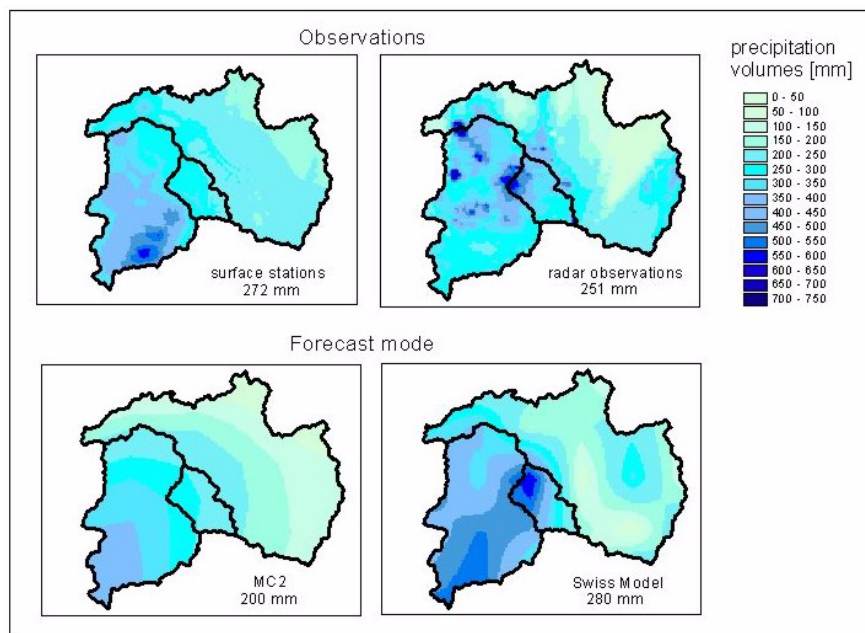 Observations
surface stations
272 mm
radar observations
251 mm
precipitation
volumes [mm]
0 - 50
50 - 100
100 - 150
150 - 200
200 - 250
250 - 300
300 - 350
350 - 400
400 - 450
450 - 500
500 - 550
550 - 600
600 - 650
650 - 700
700 - 750
Forecast mode
MC2
200 mm
Swiss Model
280 mm